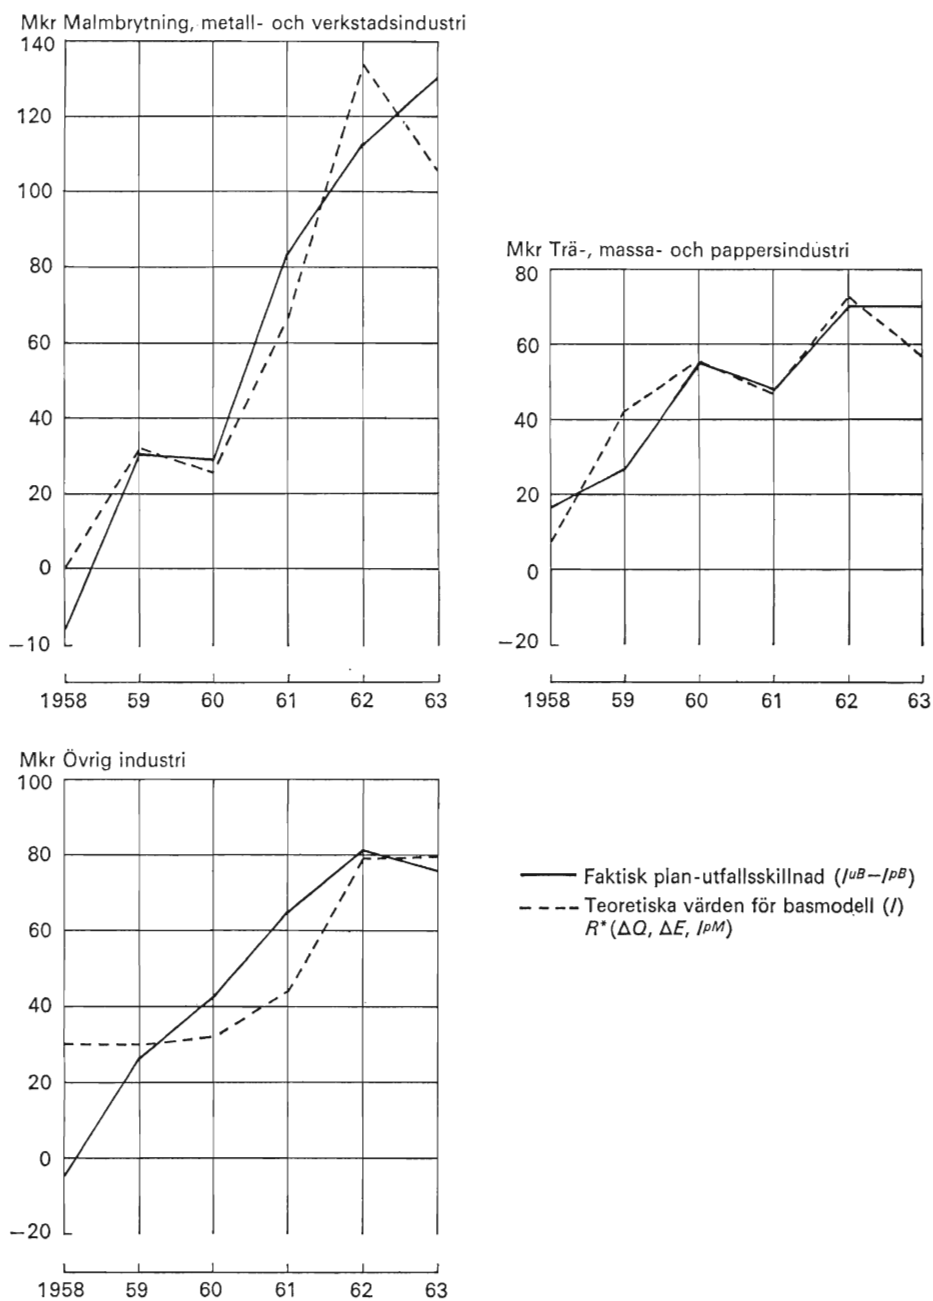 Mkr Malmbrytning, metall- och verkstadsindustri
140
120
100
80
60
40
20
0
−10
1958 59 60 61 62 63
Mkr Trä-, massa- och pappersindustri
80
60
40
20
0
−20
1958 59 60 61 62 63
Mkr Övrig industri
100
80
60
40
20
0
−20
1958 59 60 61 62 63
Faktisk plan-utfallsskillnad (I^uB−I^pB)
Teoretiska värden för basmodell (I)
R*(ΔQ, ΔE, I^pM)